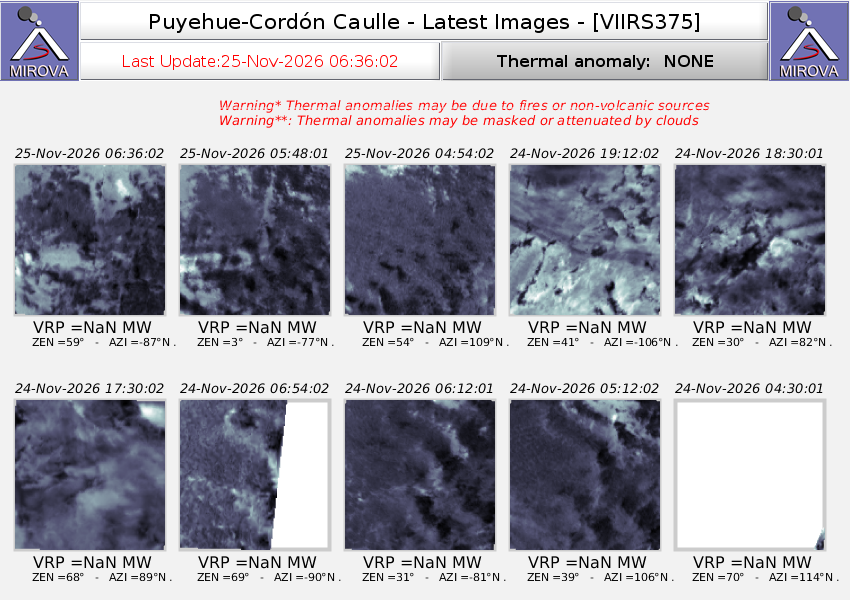 Puyehue-Cordón Caulle - Latest Images - [VIIRS375]
MIROVA
Last Update:25-Nov-2026 06:36:02
Thermal anomaly: NONE
MIROVA
Warning* Thermal anomalies may be due to fires or non-volcanic sources
Warning**: Thermal anomalies may be masked or attenuated by clouds
25-Nov-2026 06:36:02 25-Nov-2026 05:48:01 25-Nov-2026 04:54:02 24-Nov-2026 19:12:02 24-Nov-2026 18:30:01
VRP =NaN MW VRP =NaN MW VRP =NaN MW VRP =NaN MW VRP =NaN MW
ZEN =59° - AZI =-87°N . ZEN =3° - AZI =-77°N . ZEN =54° - AZI =109°N . ZEN =41° - AZI =-106°N . ZEN =30° - AZI =82°N .
24-Nov-2026 17:30:02 24-Nov-2026 06:54:02 24-Nov-2026 06:12:01 24-Nov-2026 05:12:02 24-Nov-2026 04:30:01
VRP =NaN MW VRP =NaN MW VRP =NaN MW VRP =NaN MW VRP =NaN MW
ZEN =68° - AZI =89°N . ZEN =69° - AZI =-90°N . ZEN =31° - AZI =-81°N . ZEN =39° - AZI =106°N . ZEN =70° - AZI =114°N .